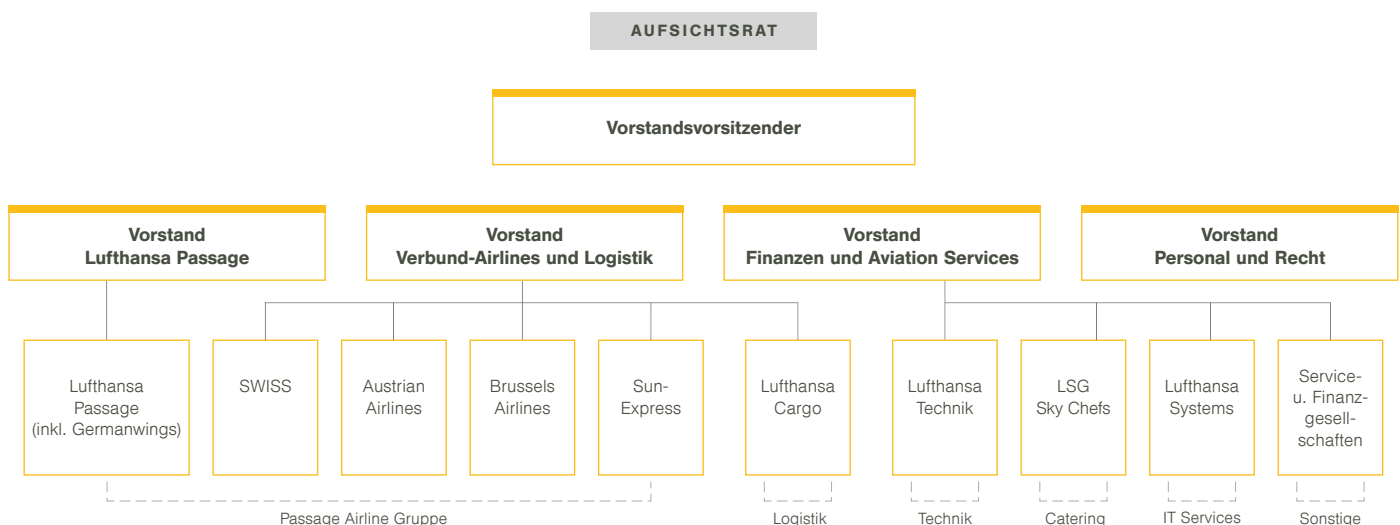 AUFSICHTSRAT
Vorstandsvorsitzender
Vorstand
Lufthansa Passage
Vorstand
Verbund-Airlines und Logistik
Vorstand
Finanzen und Aviation Services
Vorstand
Personal und Recht
Lufthansa
Passage
(inkl. Germanwings)
SWISS
Austrian
Airlines
Brussels
Airlines
Sun-
Express
Lufthansa
Cargo
Lufthansa
Technik
LSG
Sky Chefs
Lufthansa
Systems
Service-
u. Finanz-
gesell-
schaften
Passage Airline Gruppe
Logistik
Technik
Catering
IT Services
Sonstige